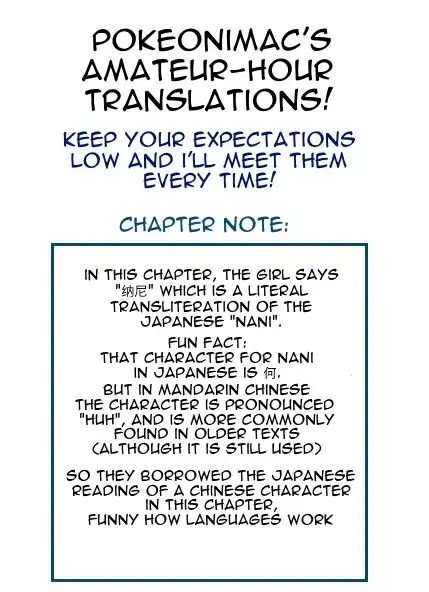 POKEONIMAC'S
AMATEUR-HOUR
TRANSLATIONS!
KEEP YOUR EXPECTATIONS
LOW AND I'LL MEET THEM
EVERY TIME!
CHAPTER NOTE:
IN THIS CHAPTER, THE GIRL SAYS
"纳尼" WHICH IS A LITERAL
TRANSLITERATION OF THE
JAPANESE "NANI".
FUN FACT:
THAT CHARACTER FOR NANI
IN JAPANESE IS 何.
BUT IN MANDARIN CHINESE
THE CHARACTER IS PRONOUNCED
"HUH", AND IS MORE COMMONLY
FOUND IN OLDER TEXTS
(ALTHOUGH IT IS STILL USED)
SO THEY BORROWED THE JAPANESE
READING OF A CHINESE CHARACTER
IN THIS CHAPTER,
FUNNY HOW LANGUAGES WORK